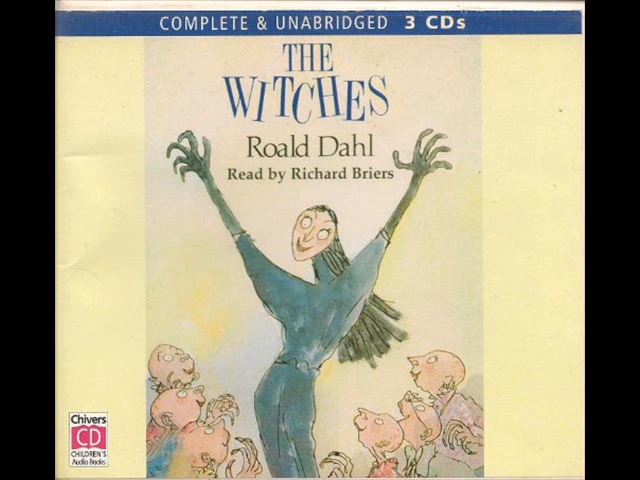 COMPLETE & UNABRIDGED 3 CDs
THE
WITCHES
Roald Dahl
Read by Richard Briers
Chivers
CD
CHILDREN'S
Audio Books